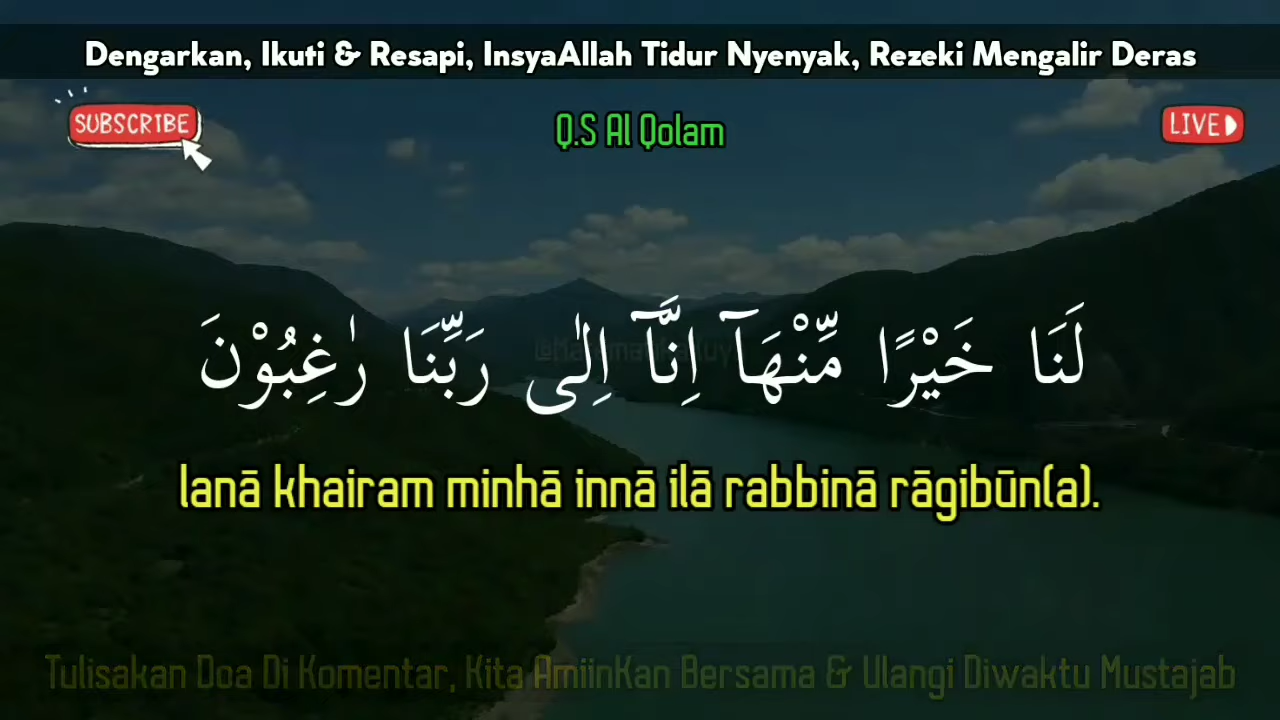 Dengarkan, Ikuti & Resapi, InsyaAllah Tidur Nyenyak, Rezeki Mengalir Deras
SUBSCRIBE
Q.S Al Qolam
LIVE
لَنَا خَيْرًا مِّنْهَآ اِنَّآ اِلٰى رَبِّنَا رٰغِبُوْنَ
lanā khairam minhā innā ilā rabbinā rāgibūn(a).
Tulisakan Doa Di Komentar, Kita AmiinKan Bersama & Ulangi Diwaktu Mustajab